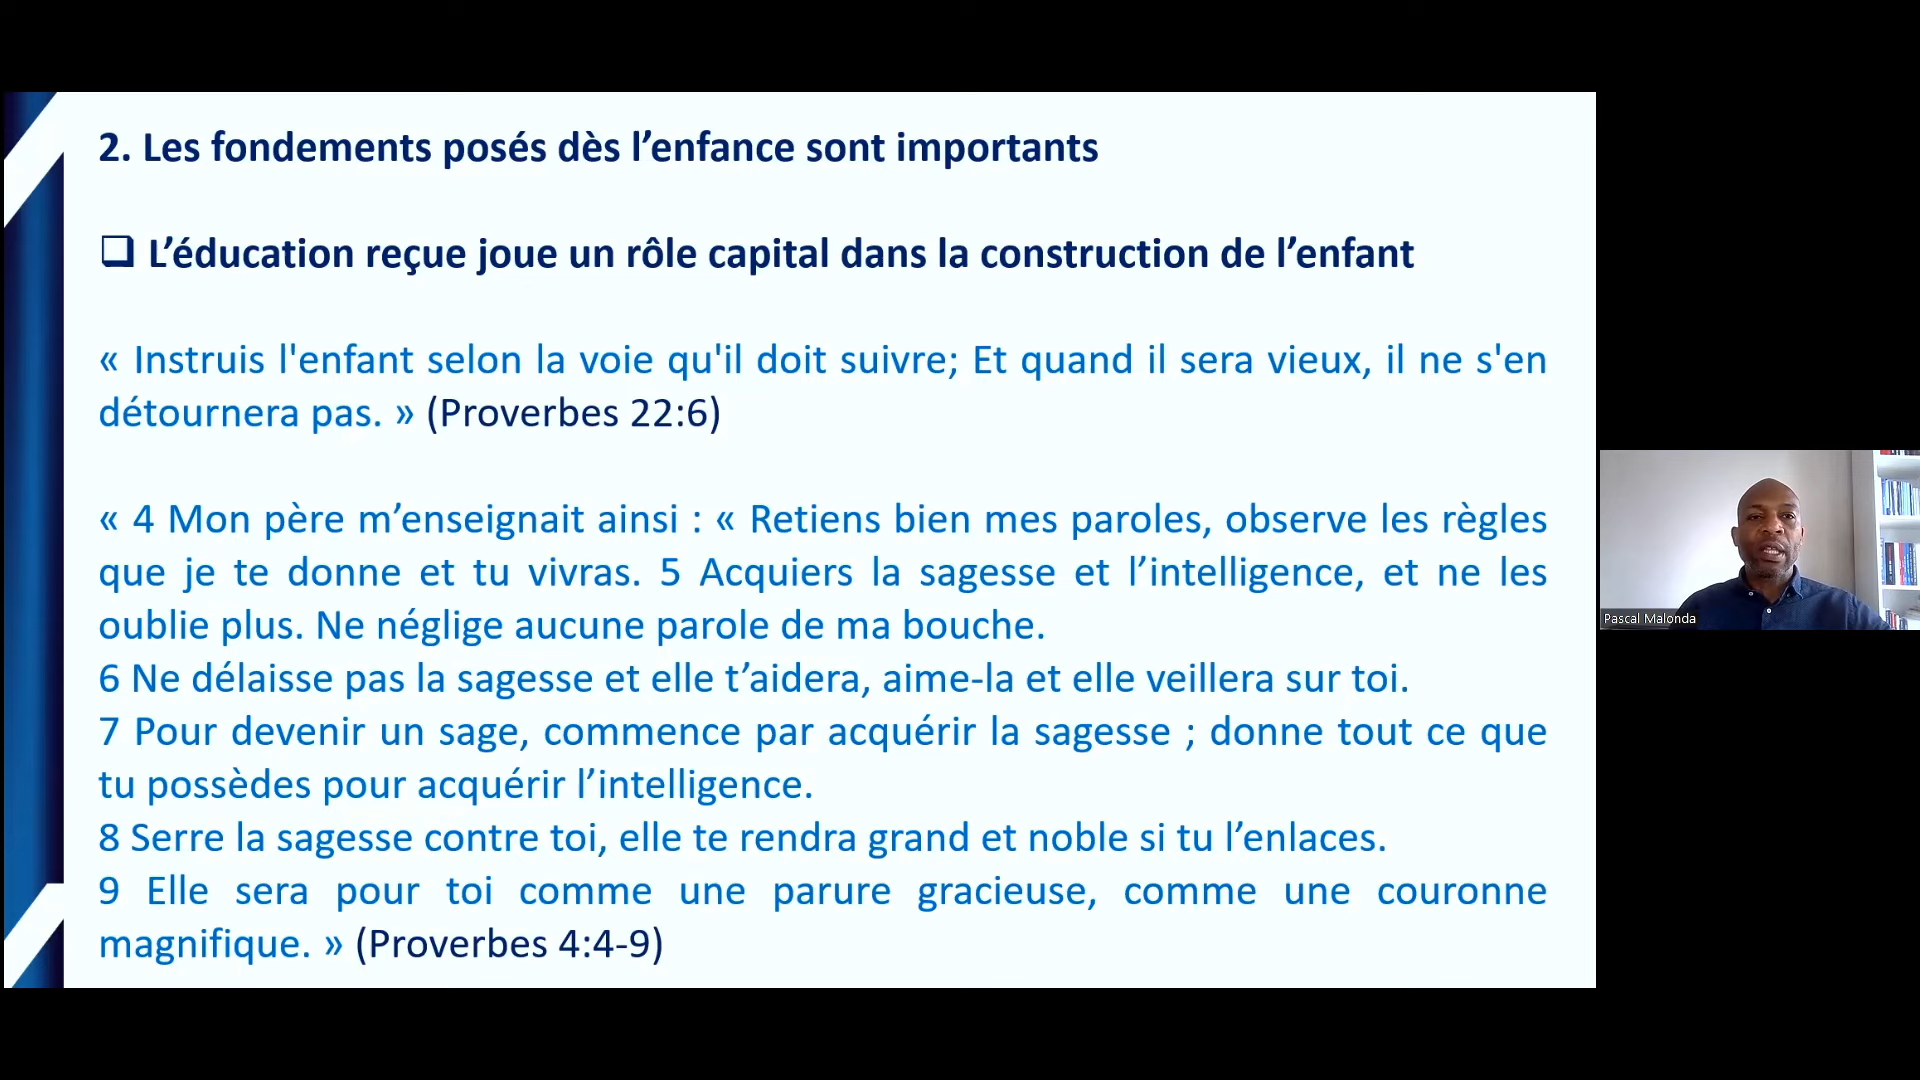 2. Les fondements posés dès l’enfance sont importants
❑ L’éducation reçue joue un rôle capital dans la construction de l’enfant
« Instruis l'enfant selon la voie qu'il doit suivre; Et quand il sera vieux, il ne s'en
détournera pas. » (Proverbes 22:6)
« 4 Mon père m’enseignait ainsi : « Retiens bien mes paroles, observe les règles
que je te donne et tu vivras. 5 Acquiers la sagesse et l’intelligence, et ne les
oublie plus. Ne néglige aucune parole de ma bouche.
6 Ne délaisse pas la sagesse et elle t’aidera, aime-la et elle veillera sur toi.
7 Pour devenir un sage, commence par acquérir la sagesse ; donne tout ce que
tu possèdes pour acquérir l’intelligence.
8 Serre la sagesse contre toi, elle te rendra grand et noble si tu l’enlaces.
9 Elle sera pour toi comme une parure gracieuse, comme une couronne
magnifique. » (Proverbes 4:4-9)
Pascal Malonda